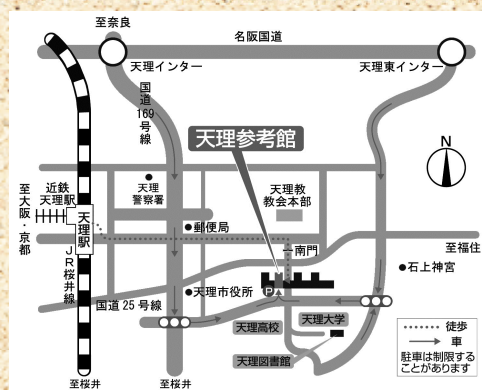 至奈良
名阪国道
天理インター
天理東インター
国道169号線
天理参考館
N
近鉄
天理駅
天理
警察署
天理教
教会本部
至大阪・京都
天理駅
郵便局
南門
至福住
JR桜井線
石上神宮
天理市役所
P
国道25号線
天理高校
天理大学
天理図書館
徒歩
車
駐車は制限する
ことがあります
至桜井
至桜井